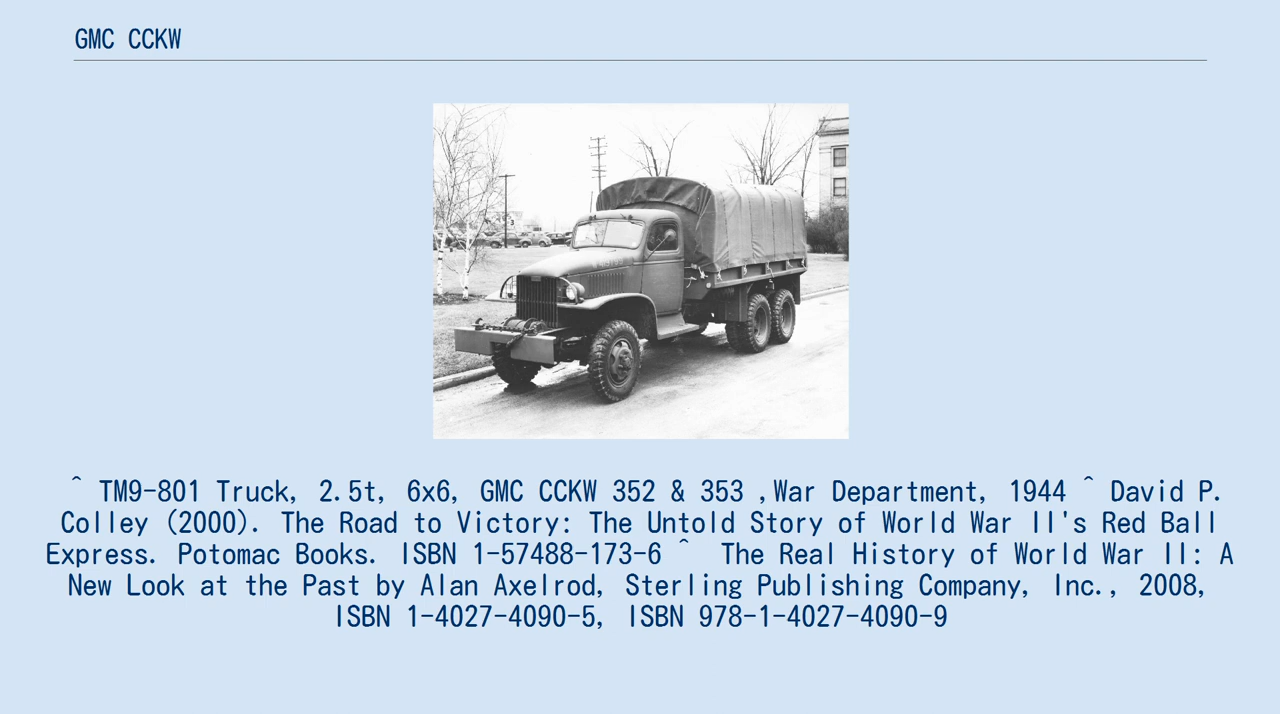 GMC CCKW
^ TM9-801 Truck, 2.5t, 6x6, GMC CCKW 352 & 353 ,War Department, 1944 ^ David P.
Colley (2000). The Road to Victory: The Untold Story of World War II's Red Ball
Express. Potomac Books. ISBN 1-57488-173-6 ^ The Real History of World War II: A
New Look at the Past by Alan Axelrod, Sterling Publishing Company, Inc., 2008,
ISBN 1-4027-4090-5, ISBN 978-1-4027-4090-9